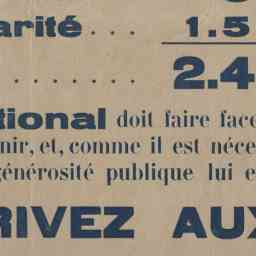 arité . . . 1.5
. . . . . . . 2.4
tional doit faire face
nir, et, comme il est néce
générosité publique lui e
RIVEZ AUX